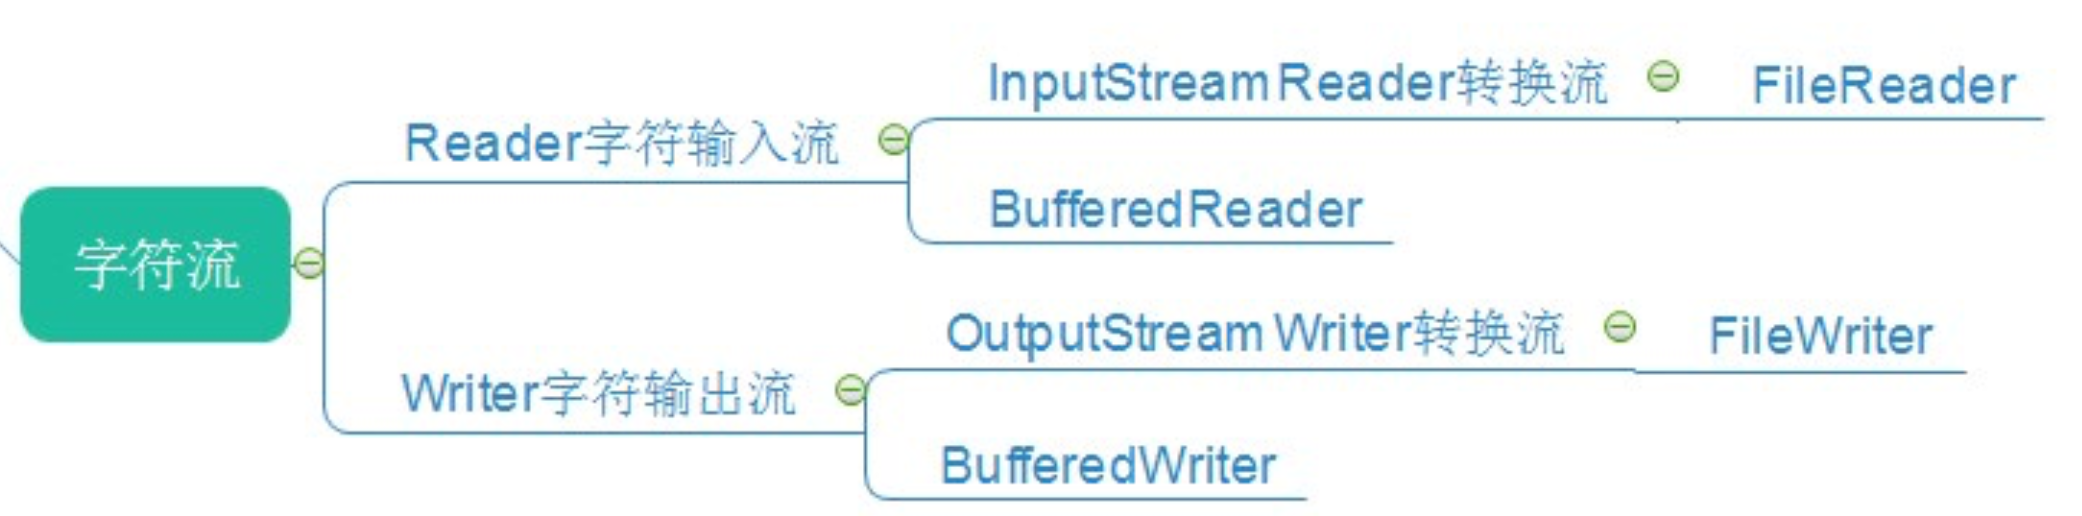 字符流
Reader字符输入流
InputStreamReader转换流
FileReader
BufferedReader
Writer字符输出流
OutputStreamWriter转换流
FileWriter
BufferedWriter